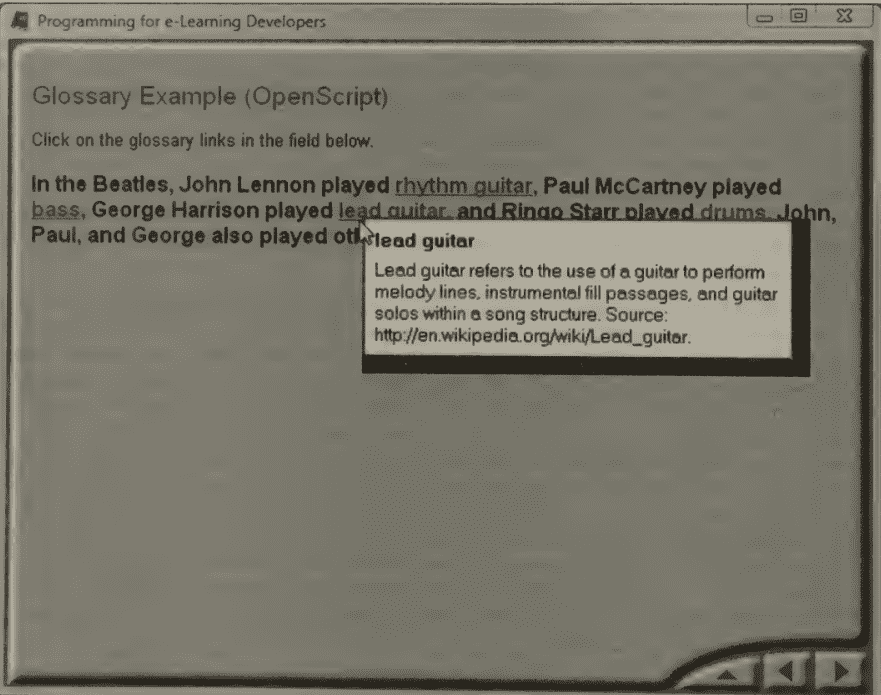 Programming for e-Learning Developers
Glossary Example (OpenScript)
Click on the glossary links in the field below.
In the Beatles, John Lennon played rhythm guitar, Paul McCartney played
bass, George Harrison played lead guitar, and Ringo Starr played drums. John,
Paul, and George also played
lead guitar
Lead guitar refers to the use of a guitar to perform
melody lines, instrumental fill passages, and guitar
solos within a song structure. Source:
http://en.wikipedia.org/wiki/Lead_guitar.